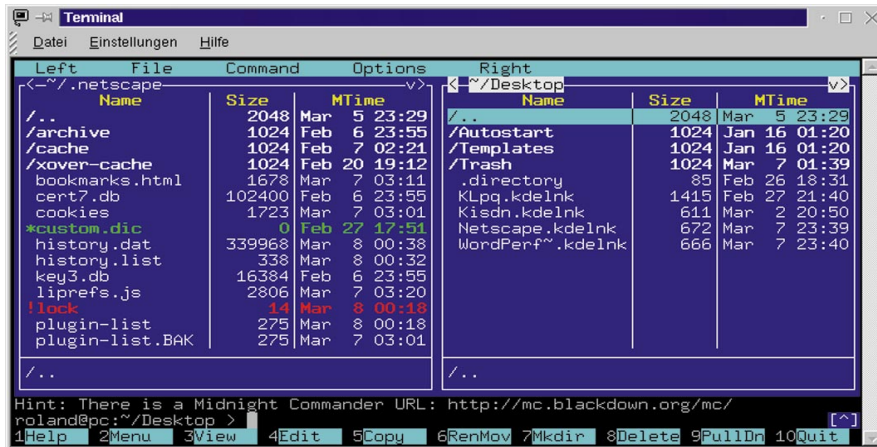 Terminal
Datei Einstellungen Hilfe
Left File Command Options Right
<-~/.netscape v> < ~/Desktop v>
Name Size MTime Name Size MTime
/.. 2048 Mar 5 23:29 /.. 2048 Mar 5 23:29
/archive 1024 Feb 6 23:55 /Autostart 1024 Jan 16 01:20
/cache 1024 Feb 7 02:21 /Templates 1024 Jan 16 01:20
/xover-cache 1024 Feb 20 19:12 /Trash 1024 Mar 7 01:39
bookmarks.html 1678 Mar 7 03:11 .directory 85 Feb 26 18:31
cert7.db 102400 Feb 6 23:55 KLpq.kdelnk 1415 Feb 27 21:40
cookies 1723 Mar 7 03:01 Kisdn.kdelnk 611 Mar 2 20:50
*custom.dic 0 Feb 27 17:51 Netscape.kdelnk 672 Mar 7 23:39
history.dat 339968 Mar 8 00:38 WordPerf~.kdelnk 666 Mar 7 23:40
history.list 338 Mar 8 00:32
key3.db 16384 Feb 6 23:55
liprefs.js 2806 Mar 7 03:20
!lock 14 Mar 8 00:18
plugin-list 275 Mar 8 00:18
plugin-list.BAK 275 Mar 7 03:01
/.. /..
Hint: There is a Midnight Commander URL: http://mc.blackdown.org/mc/
roland@pc:~/Desktop > [^]
1Help 2Menu 3View 4Edit 5Copy 6RenMov 7Mkdir 8Delete 9PullDn 10Quit